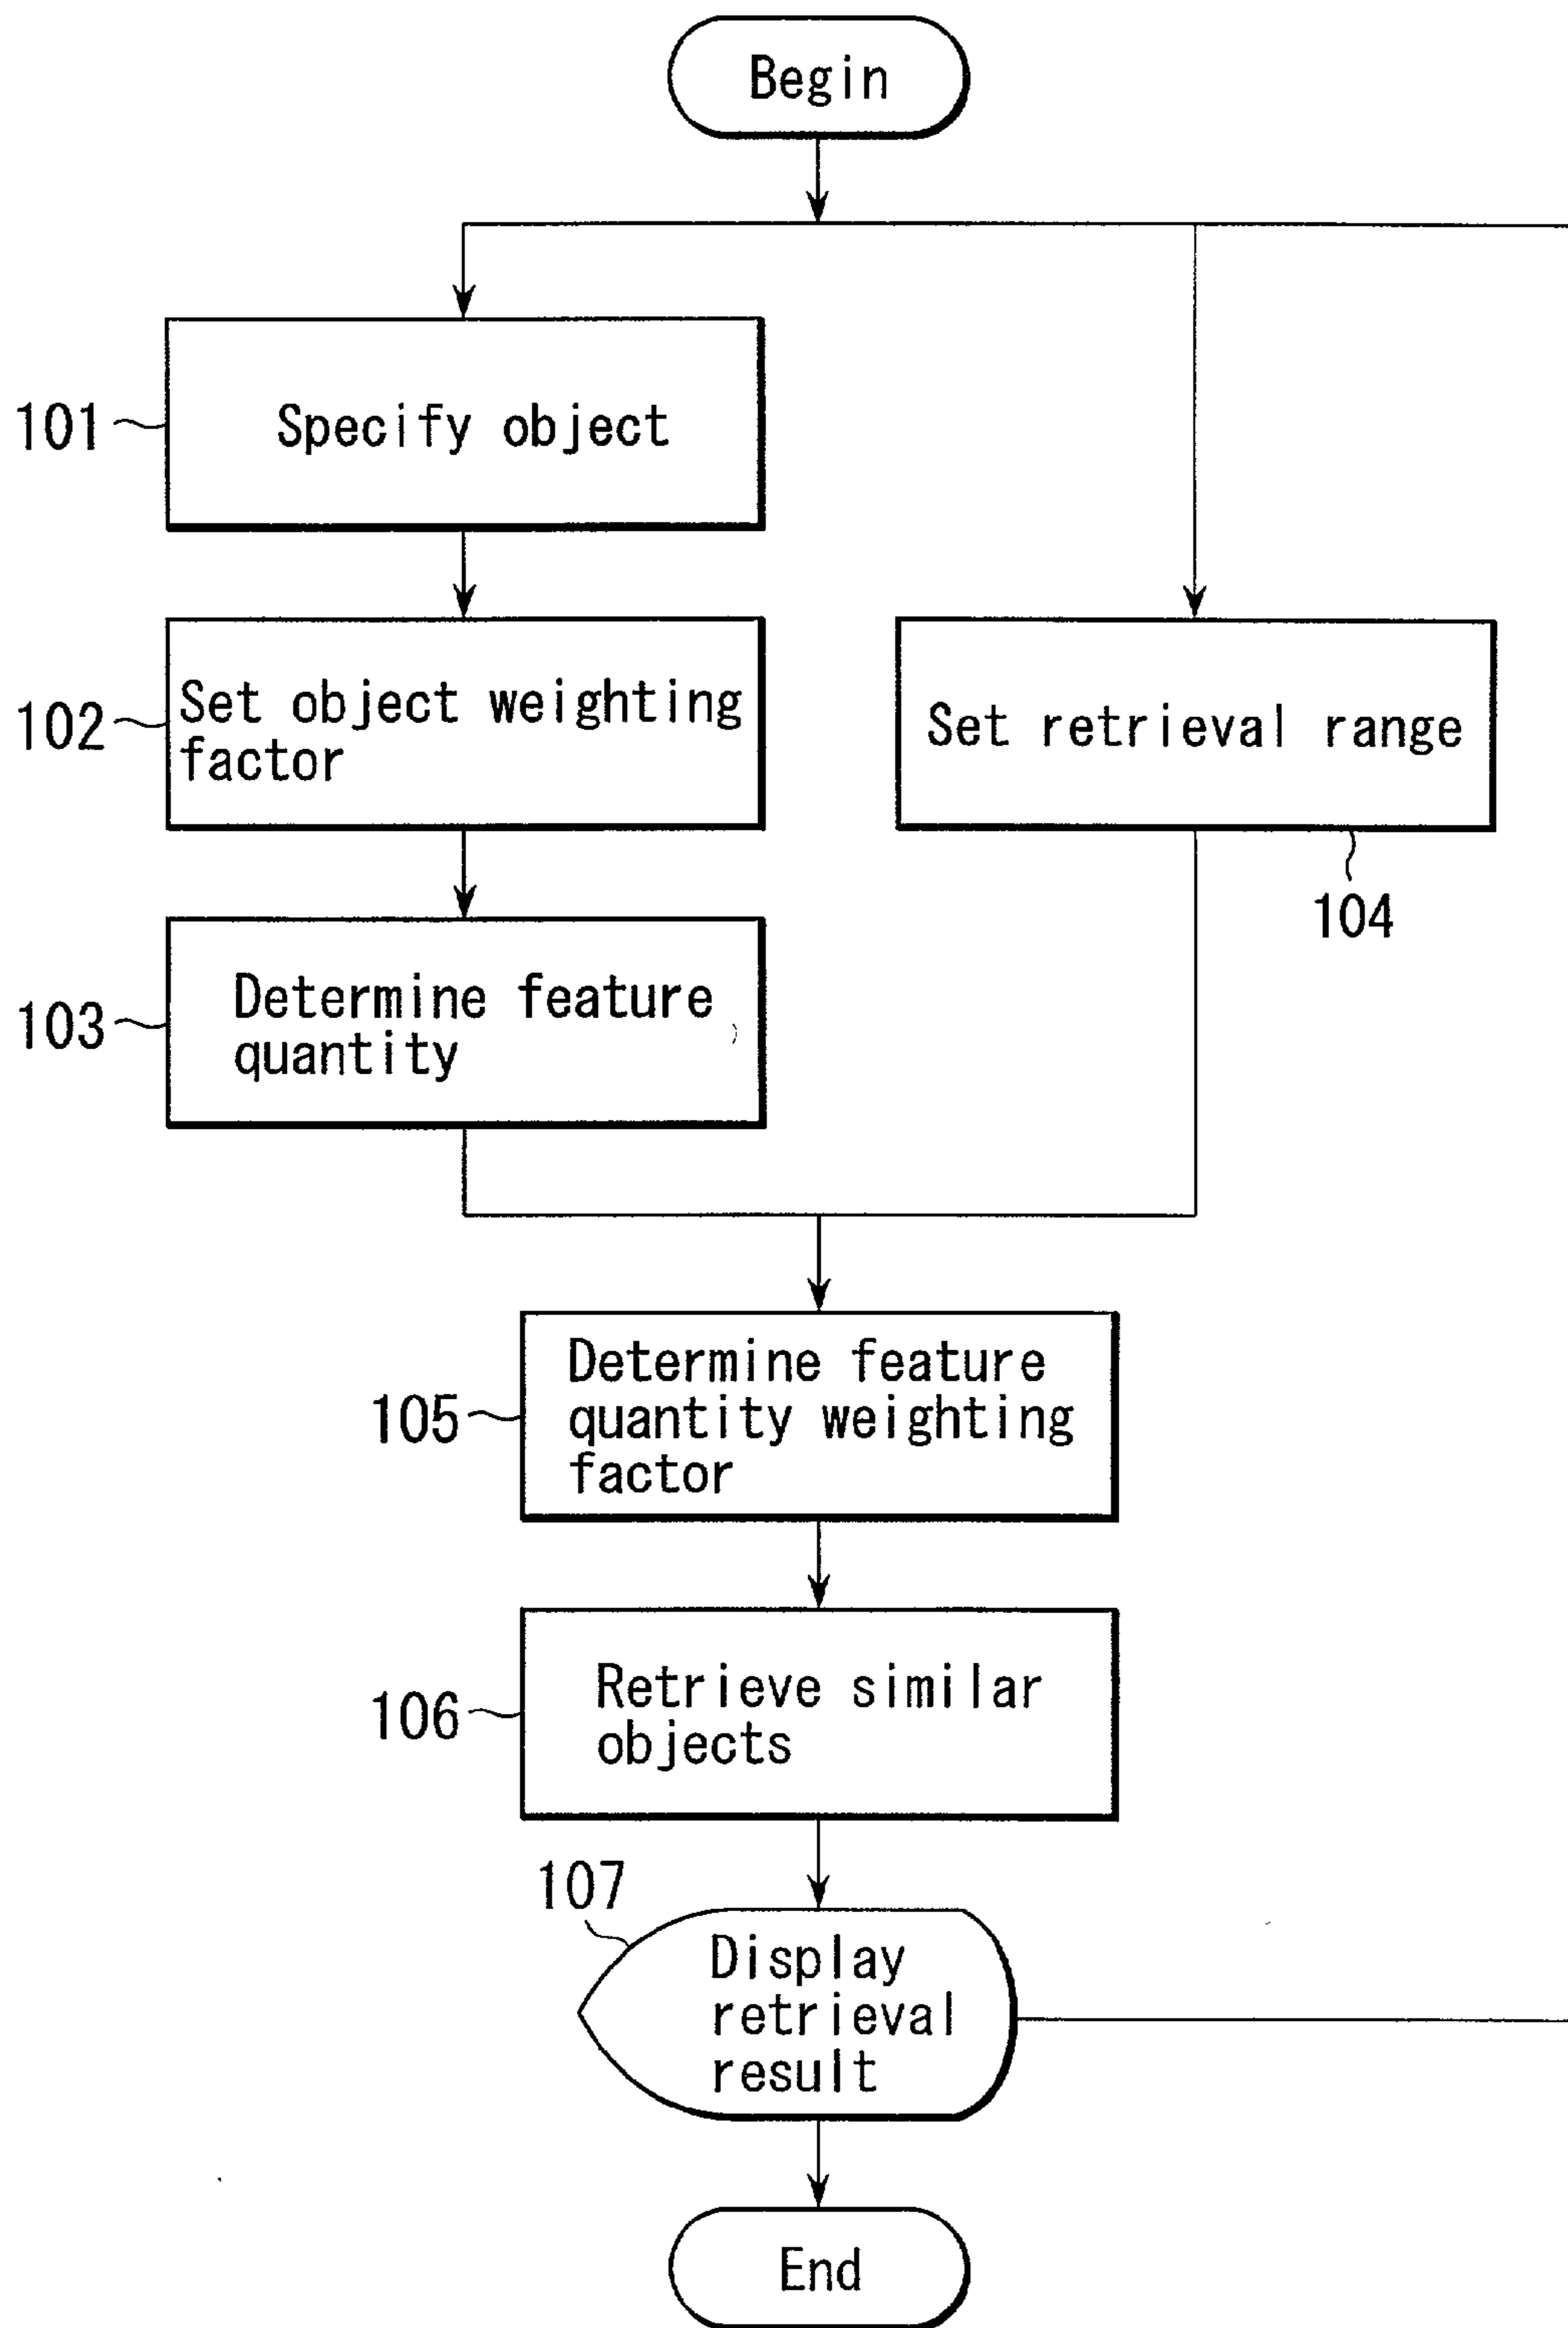 Begin
101
Specify object
102
Set object weighting
factor
Set retrieval range
104
103
Determine feature
quantity
105
Determine feature
quantity weighting
factor
106
Retrieve similar
objects
107
Display
retrieval
result
End